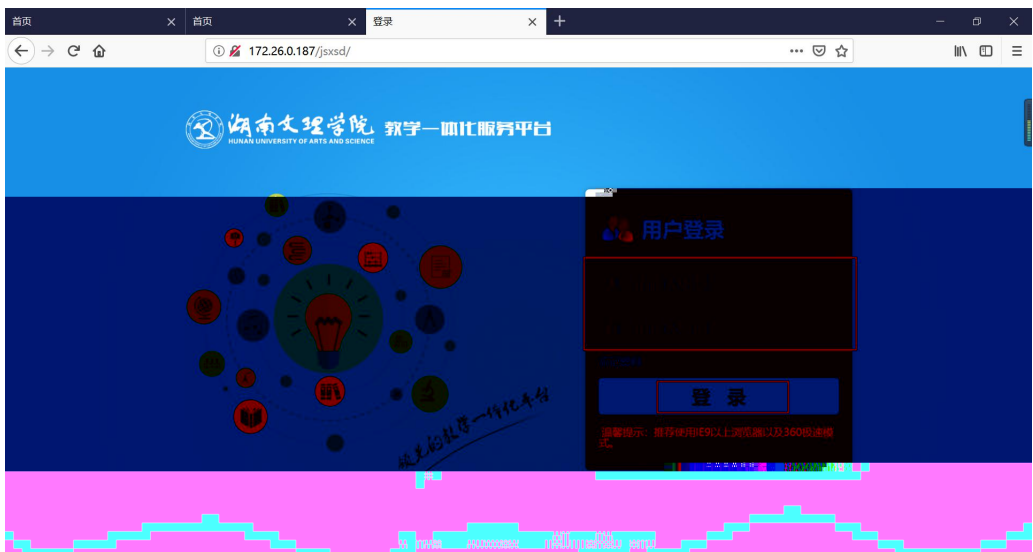 首页
首页
登录
172.26.0.187/jsxsd/
湖南文理学院 教学一体化服务平台
HUNAN UNIVERSITY OF ARTS AND SCIENCE
用户登录
登 录
温馨提示：推荐使用IE9以上浏览器以及360极速模
式。